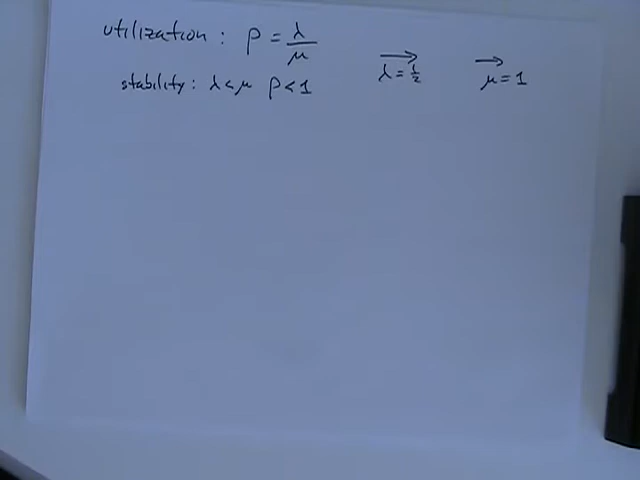 utilization : ρ = λ/μ
stability : λ < μ ρ < 1
λ = 1/2
μ = 1